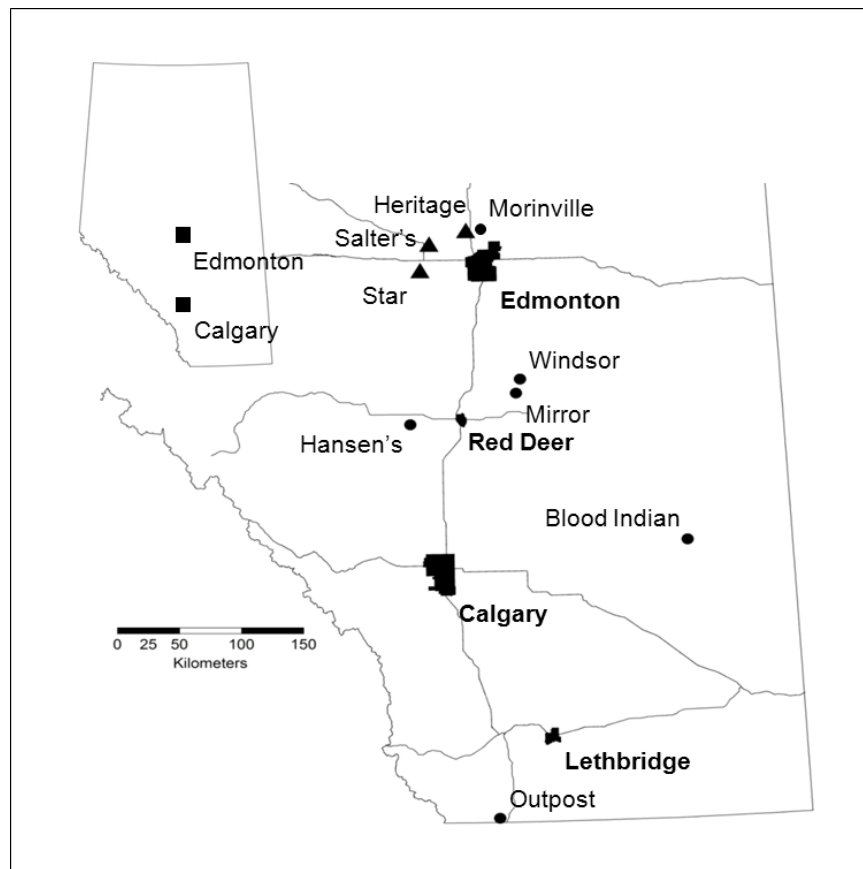 Heritage
Morinville
Salter's
Edmonton
Star
Edmonton
Calgary
Windsor
Mirror
Hansen's
Red Deer
Blood Indian
Calgary
0 25 50 100 150
Kilometers
Lethbridge
Outpost